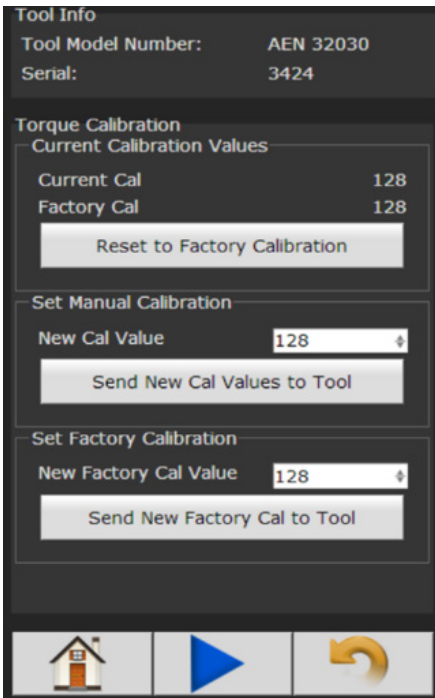 Tool Info
Tool Model Number: AEN 32030
Serial: 3424
Torque Calibration
Current Calibration Values
Current Cal 128
Factory Cal 128
Reset to Factory Calibration
Set Manual Calibration
New Cal Value 128
Send New Cal Values to Tool
Set Factory Calibration
New Factory Cal Value 128
Send New Factory Cal to Tool